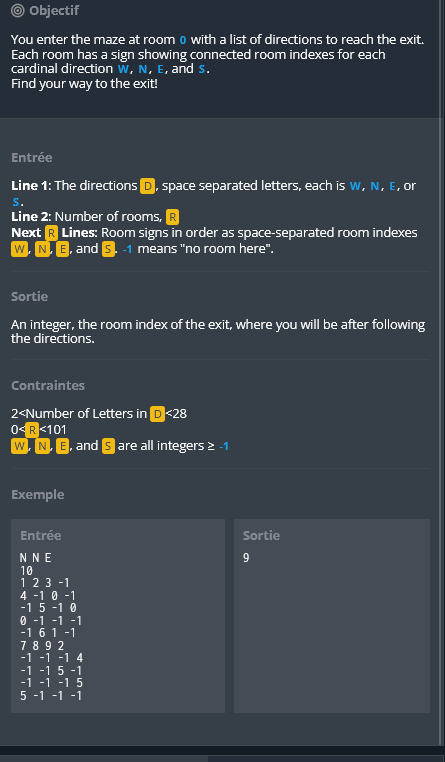 Objectif
You enter the maze at room 0 with a list of directions to reach the exit.
Each room has a sign showing connected room indexes for each
cardinal direction W, N, E, and S.
Find your way to the exit!
Entrée
Line 1: The directions D, space separated letters, each is W, N, E, or
S.
Line 2: Number of rooms, R
Next R Lines: Room signs in order as space-separated room indexes
W, N, E, and S. -1 means "no room here".
Sortie
An integer, the room index of the exit, where you will be after following
the directions.
Contraintes
2<Number of Letters in D<28
0<R<101
W, N, E, and S are all integers ≥ -1
Exemple
Entrée
N N E
10
1 2 3 -1
4 -1 0 -1
-1 5 -1 0
0 -1 -1 -1
-1 6 1 -1
7 8 9 2
-1 -1 -1 4
-1 -1 5 -1
-1 -1 -1 5
5 -1 -1 -1
Sortie
9